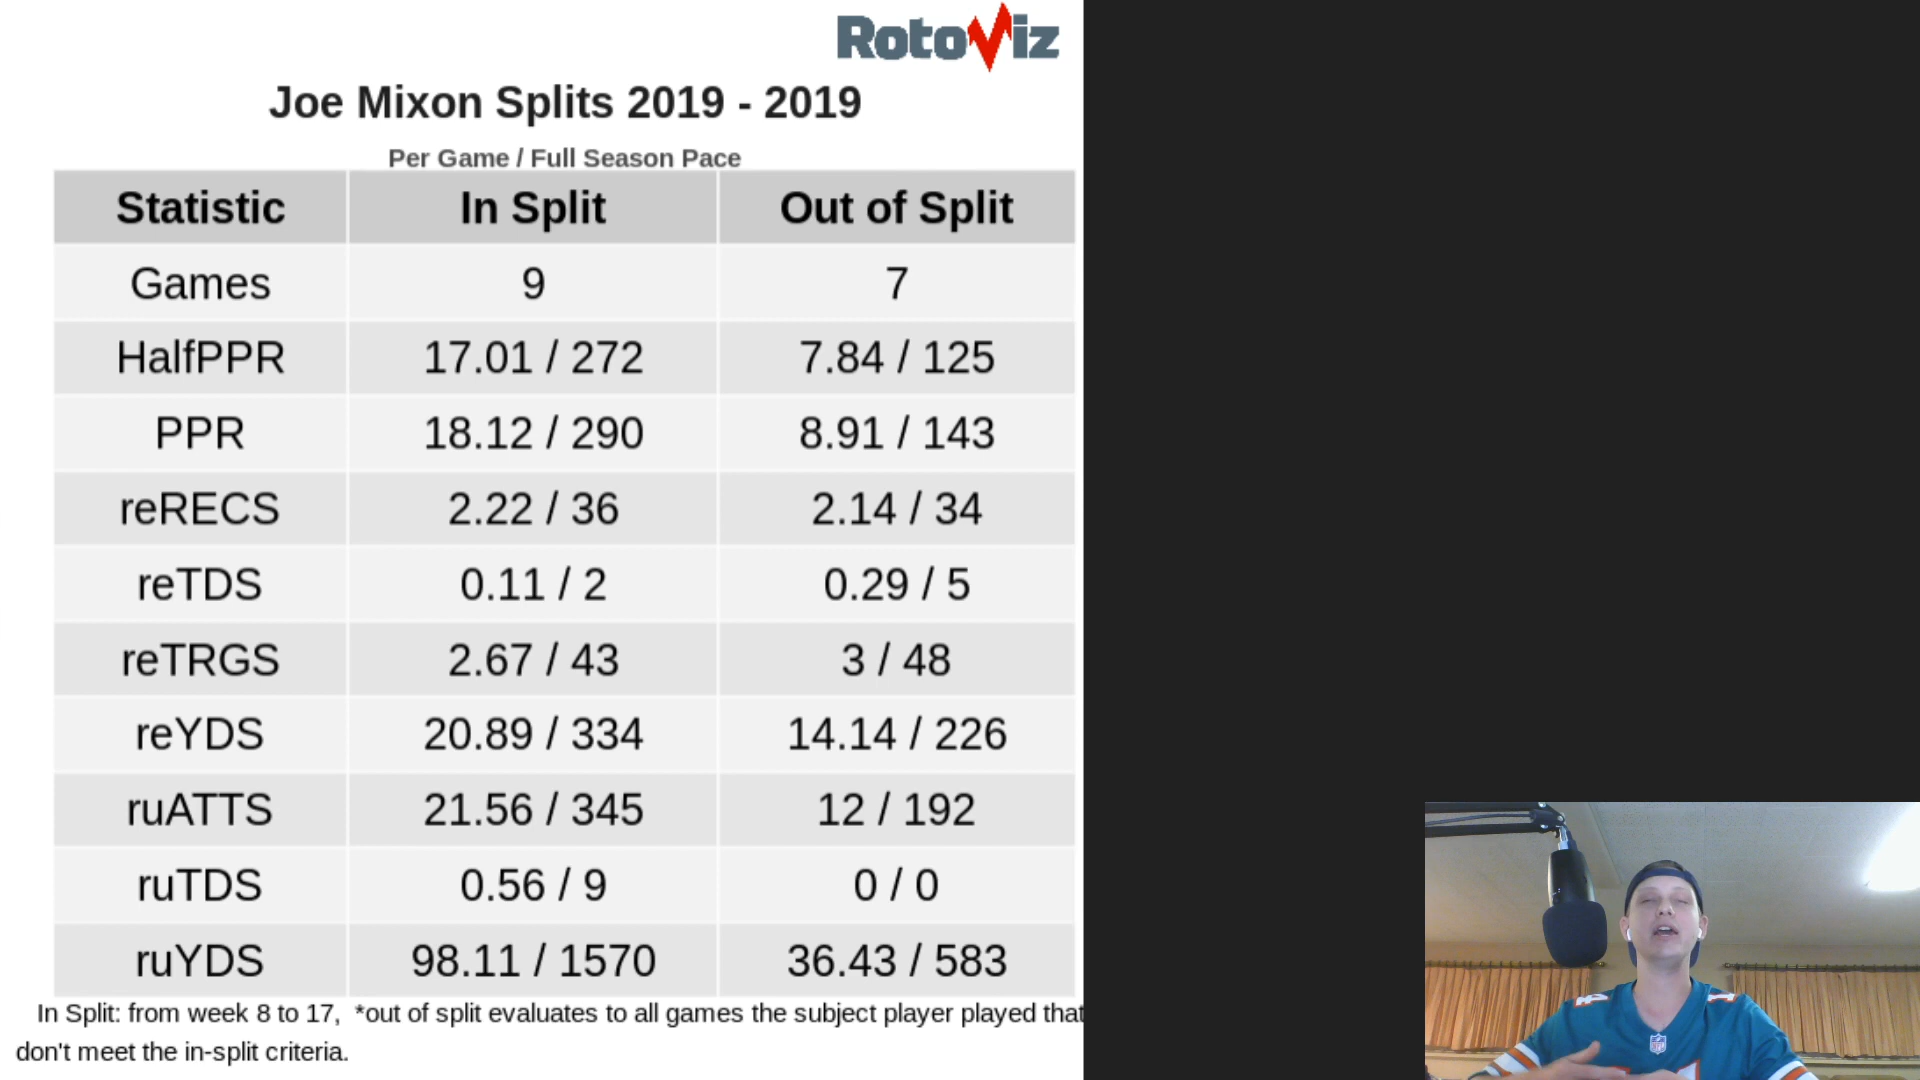 RotoViz
Joe Mixon Splits 2019 - 2019
Per Game / Full Season Pace
Statistic In Split Out of Split
Games 9 7
HalfPPR 17.01 / 272 7.84 / 125
PPR 18.12 / 290 8.91 / 143
reRECS 2.22 / 36 2.14 / 34
reTDS 0.11 / 2 0.29 / 5
reTRGS 2.67 / 43 3 / 48
reYDS 20.89 / 334 14.14 / 226
ruATTS 21.56 / 345 12 / 192
ruTDS 0.56 / 9 0 / 0
ruYDS 98.11 / 1570 36.43 / 583
In Split: from week 8 to 17, *out of split evaluates to all games the subject player played that
don't meet the in-split criteria.